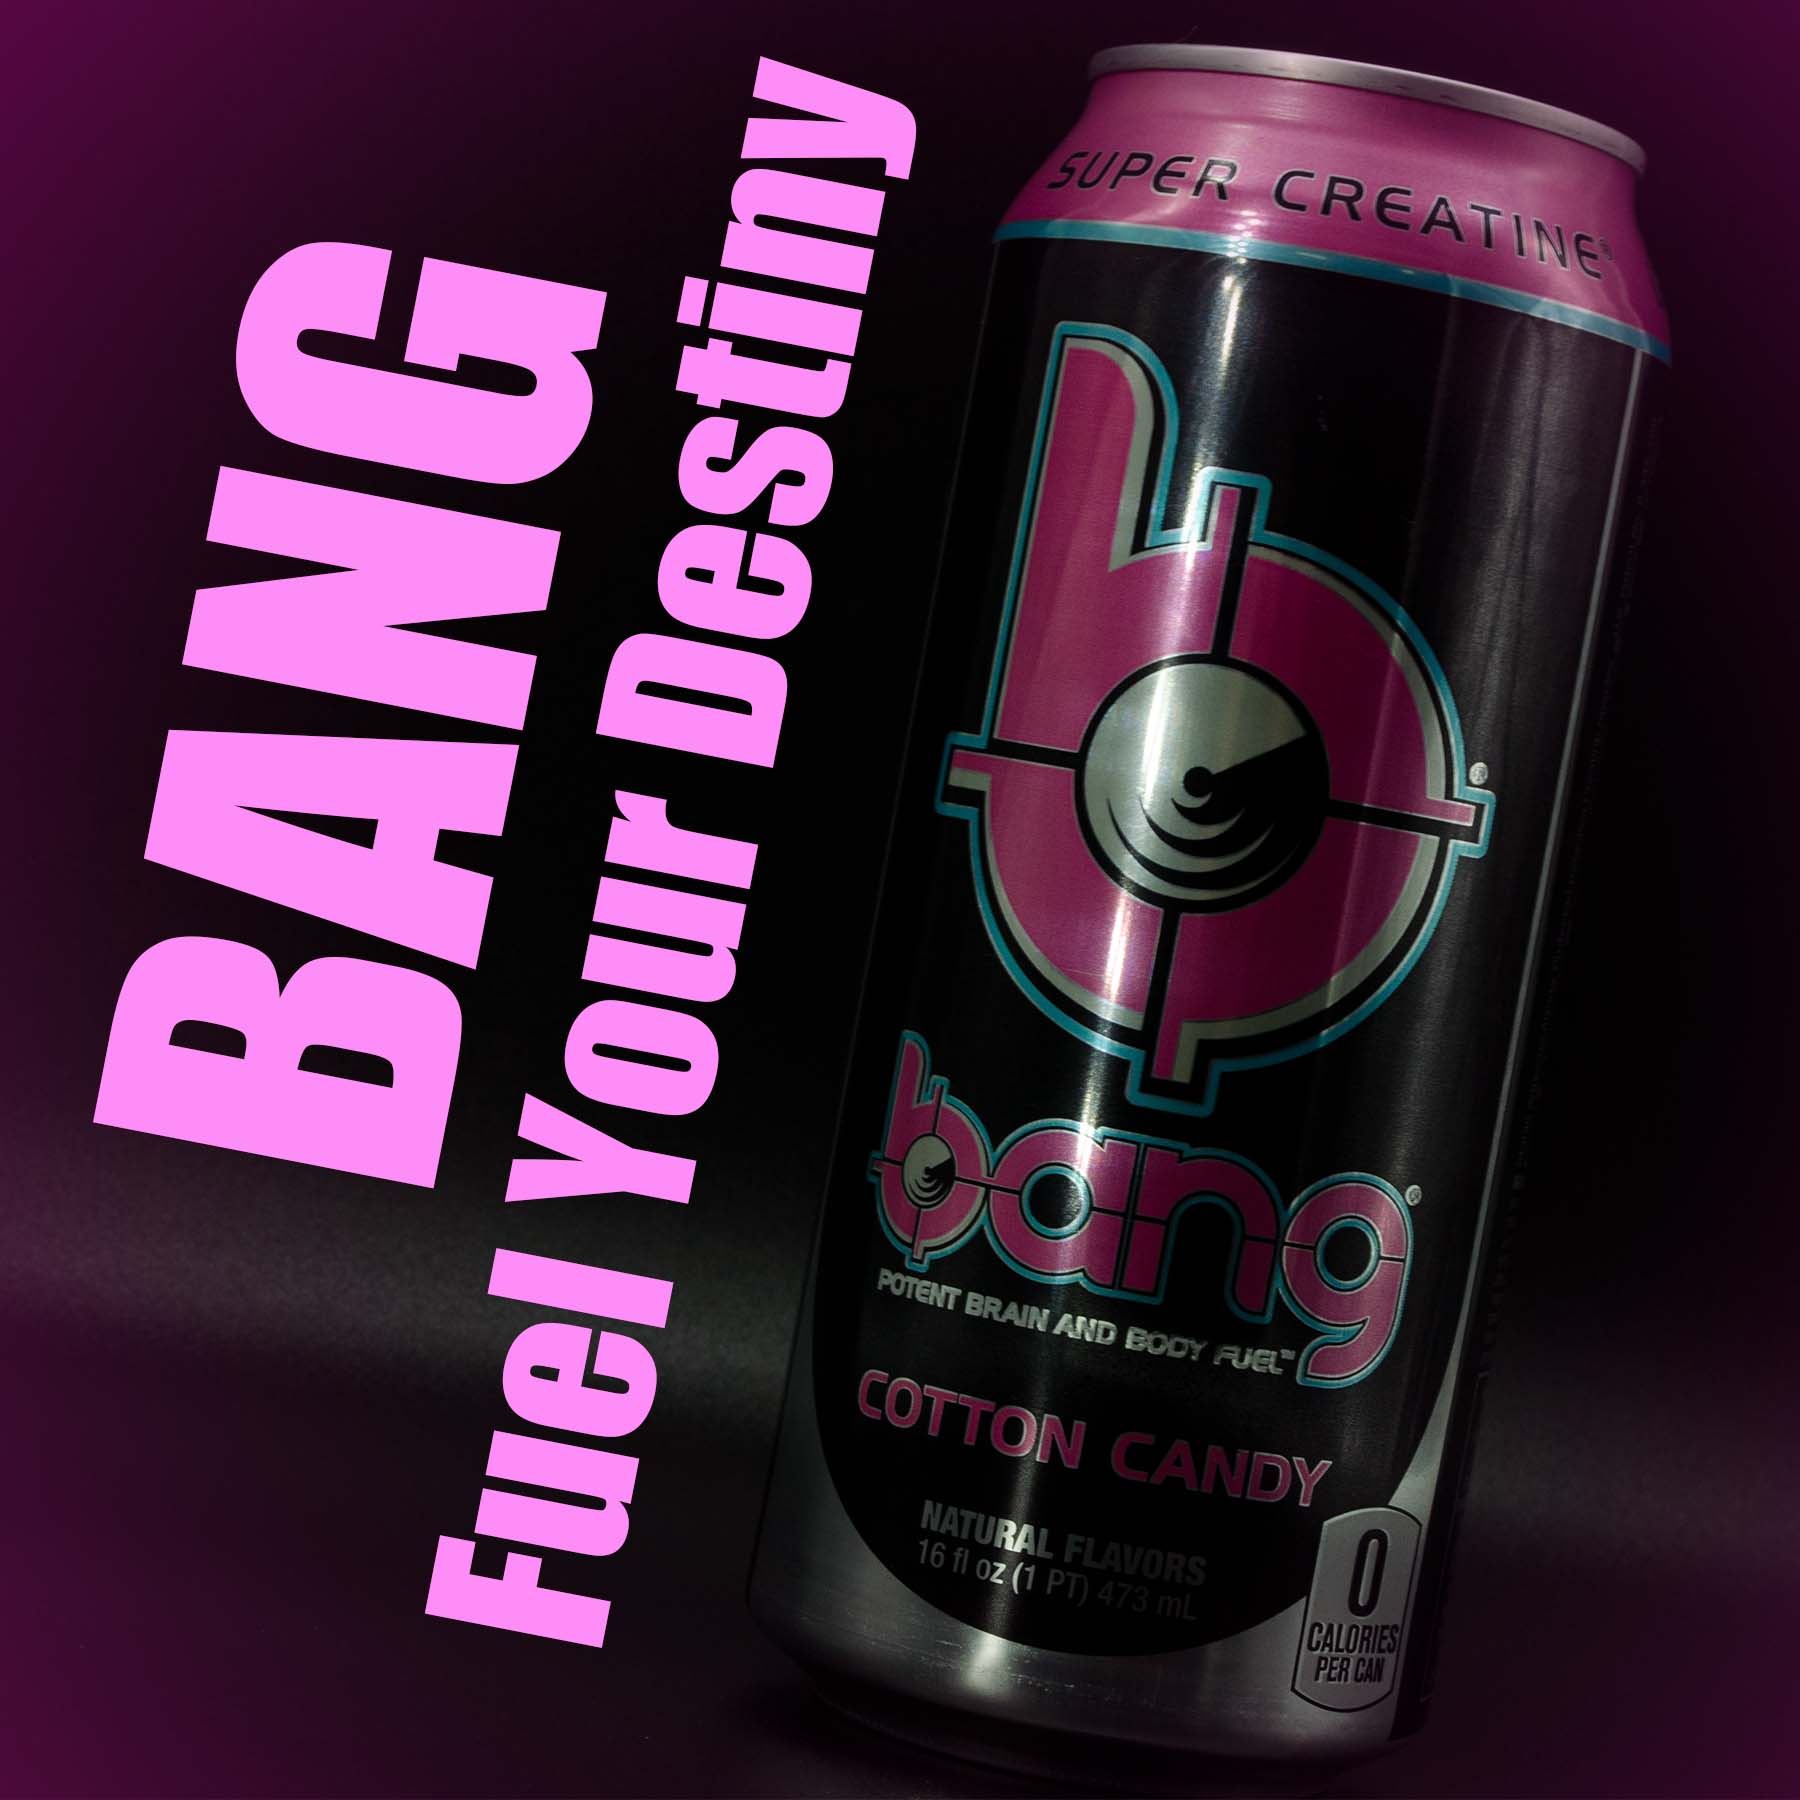 BANG
Fuel Your Destiny
SUPER CREATINE®
b®
bang®
POTENT BRAIN AND BODY FUEL™
COTTON CANDY
NATURAL FLAVORS
16 fl oz (1 PT) 473 mL
0
CALORIES
PER CAN